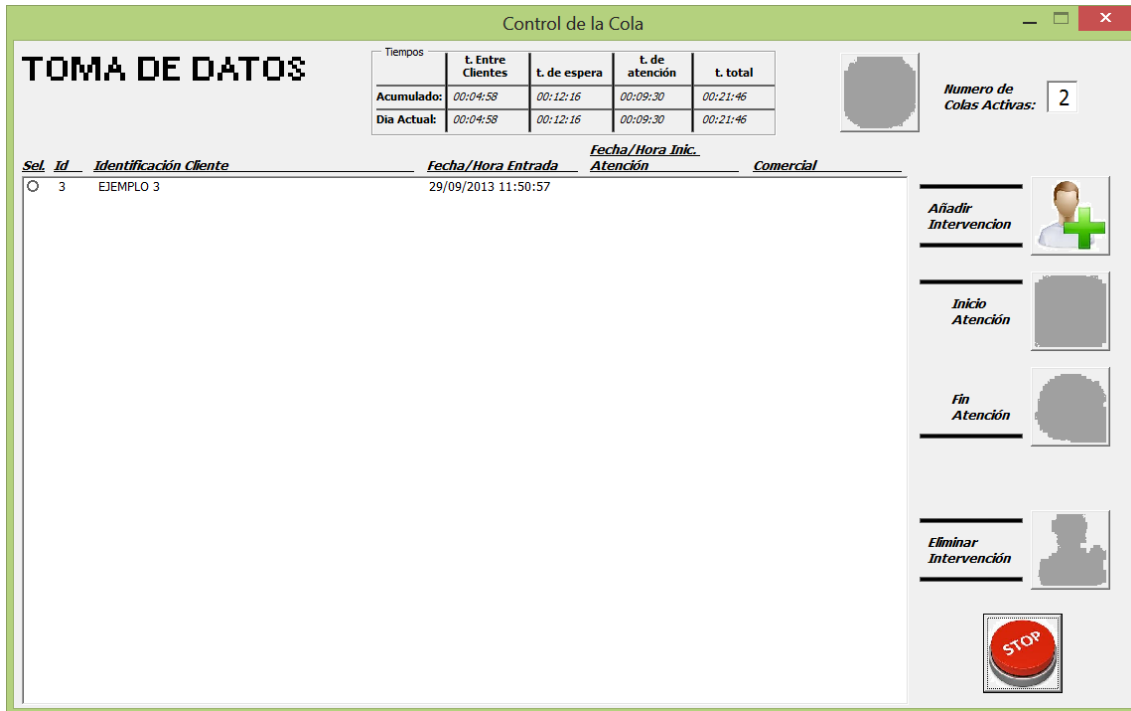 Control de la Cola
TOMA DE DATOS
Tiempos
t. Entre Clientes t. de espera t. de atención t. total
Acumulado: 00:04:58 00:12:16 00:09:30 00:21:46
Dia Actual: 00:04:58 00:12:16 00:09:30 00:21:46
Numero de
Colas Activas: 2
Sel. Id Identificación Cliente Fecha/Hora Entrada Fecha/Hora Inic. Atención Comercial
3 EJEMPLO 3 29/09/2013 11:50:57
Añadir
Intervencion
Inicio
Atención
Fin
Atención
Eliminar
Intervención
STOP